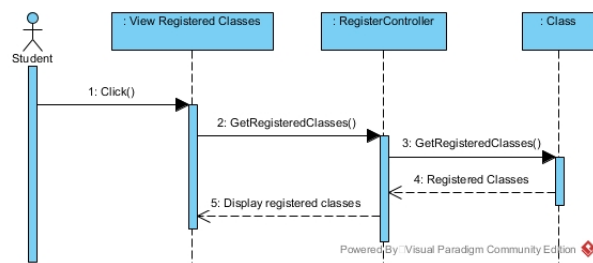 : View Registered Classes
: RegisterController
: Class
Student
1: Click()
2: GetRegisteredClasses()
3: GetRegisteredClasses()
4: Registered Classes
5: Display registered classes
Powered By Visual Paradigm Community Edition